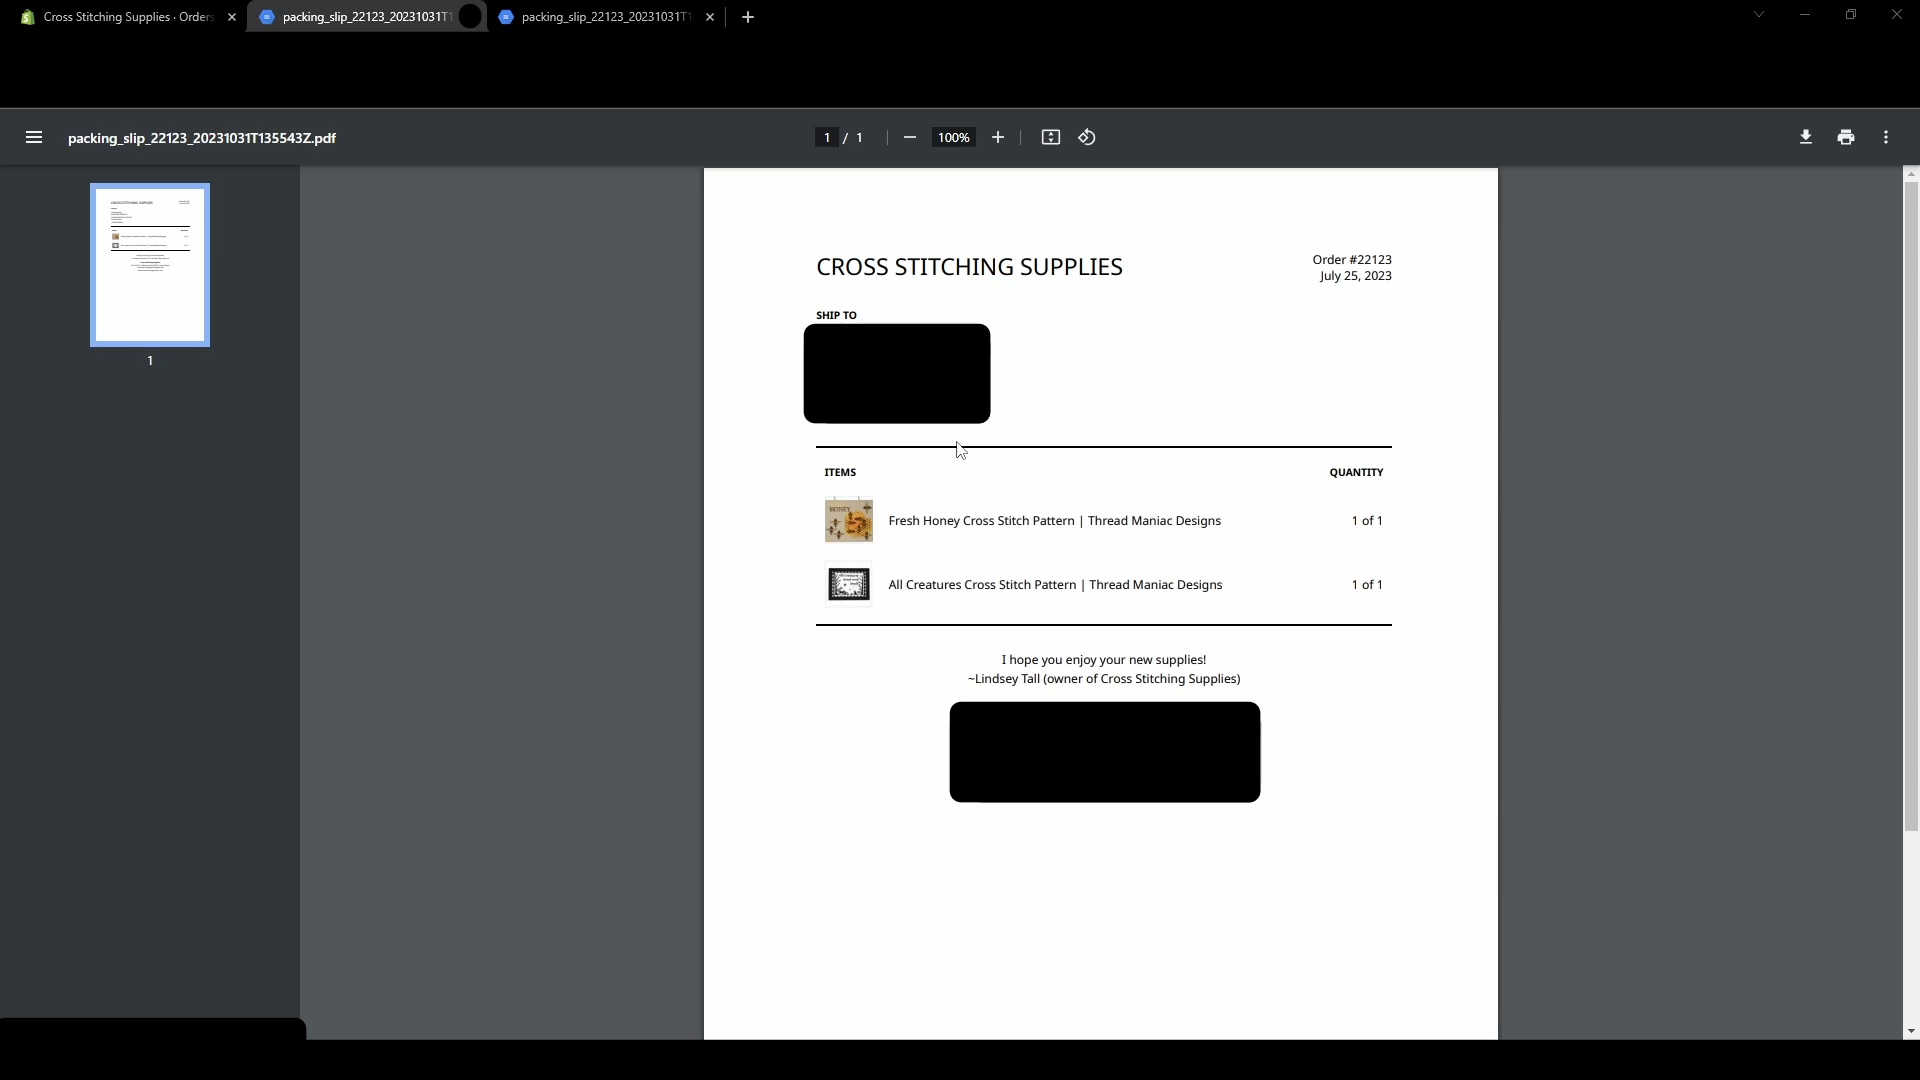 Cross Stitching Supplies · Orders
packing_slip_22123_20231031T1
packing_slip_22123_20231031T1
packing_slip_22123_20231031T135543Z.pdf
1 / 1
100%
1
CROSS STITCHING SUPPLIES
Order #22123
July 25, 2023
SHIP TO
ITEMS
QUANTITY
HONEY
Fresh Honey Cross Stitch Pattern | Thread Maniac Designs
1 of 1
All Creatures Cross Stitch Pattern | Thread Maniac Designs
1 of 1
I hope you enjoy your new supplies!
~Lindsey Tall (owner of Cross Stitching Supplies)